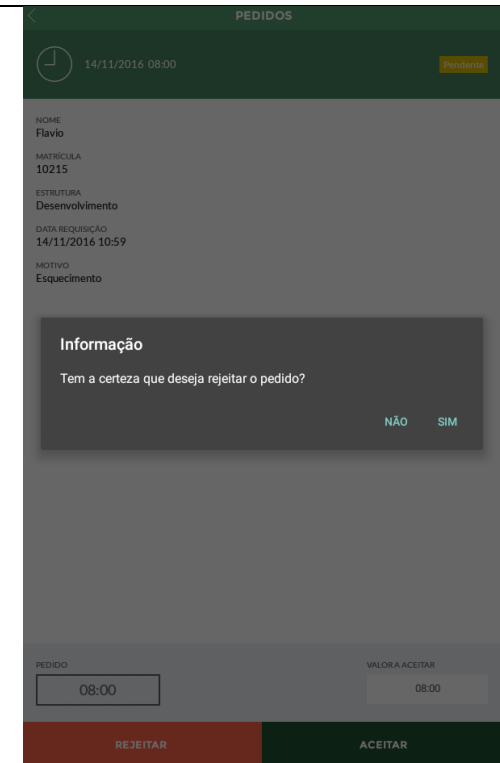 PEDIDOS
14/11/2016 08:00
Pendente
NOME
Flavio
MATRÍCULA
10215
ESTRUTURA
Desenvolvimento
DATA REQUISIÇÃO
14/11/2016 10:59
MOTIVO
Esquecimento
Informação
Tem a certeza que deseja rejeitar o pedido?
NÃO SIM
PEDIDO VALOR A ACEITAR
08:00 08:00
REJEITAR ACEITAR